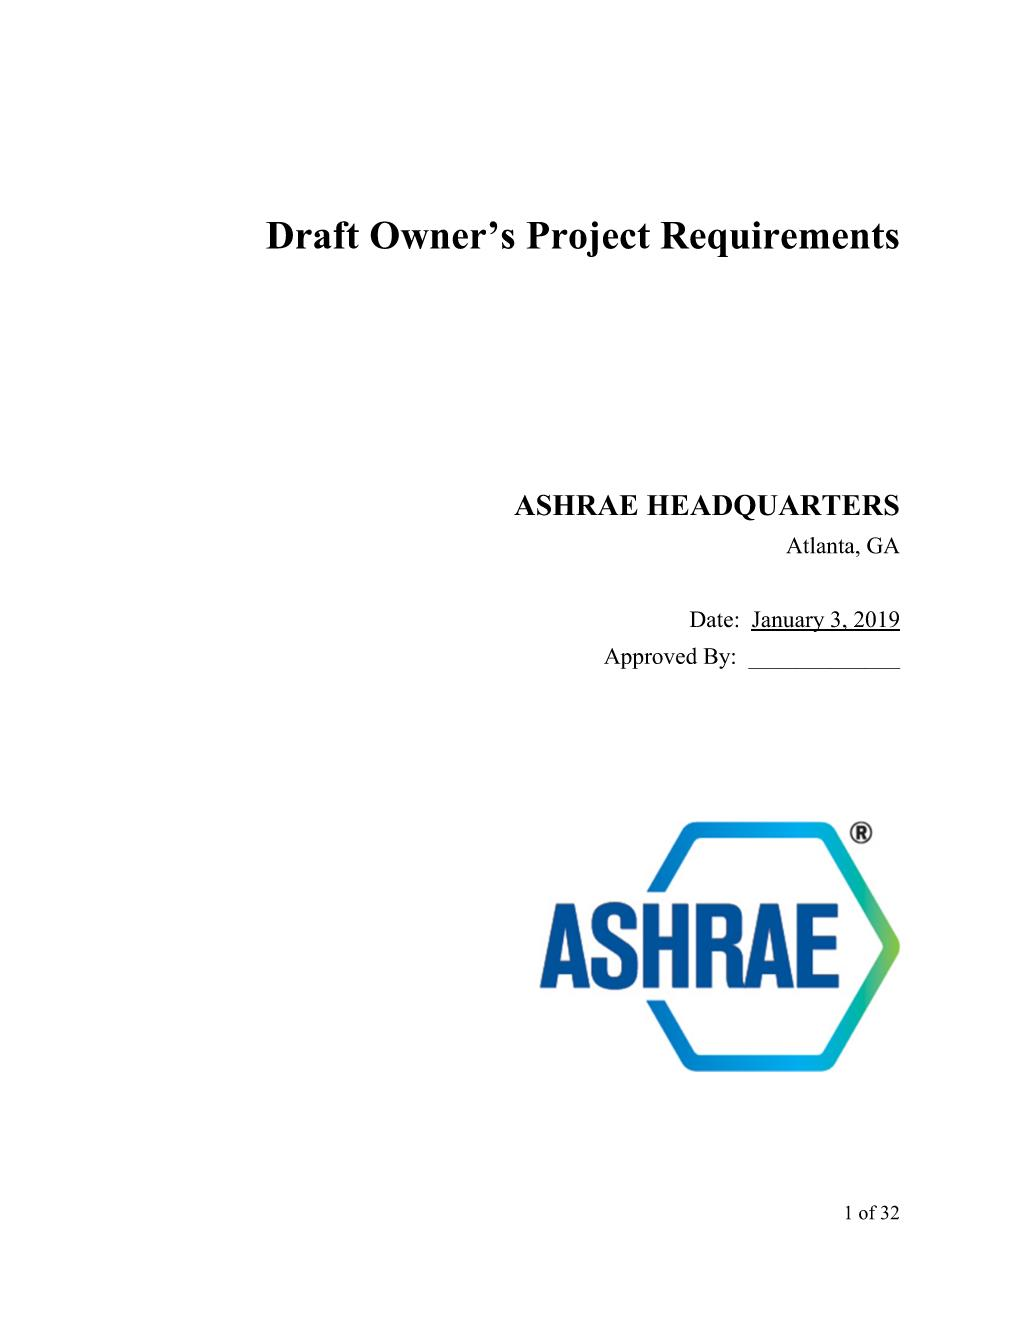 Draft Owner’s Project Requirements
ASHRAE HEADQUARTERS
Atlanta, GA
Date: January 3, 2019
Approved By: _____________
ASHRAE ®
1 of 32